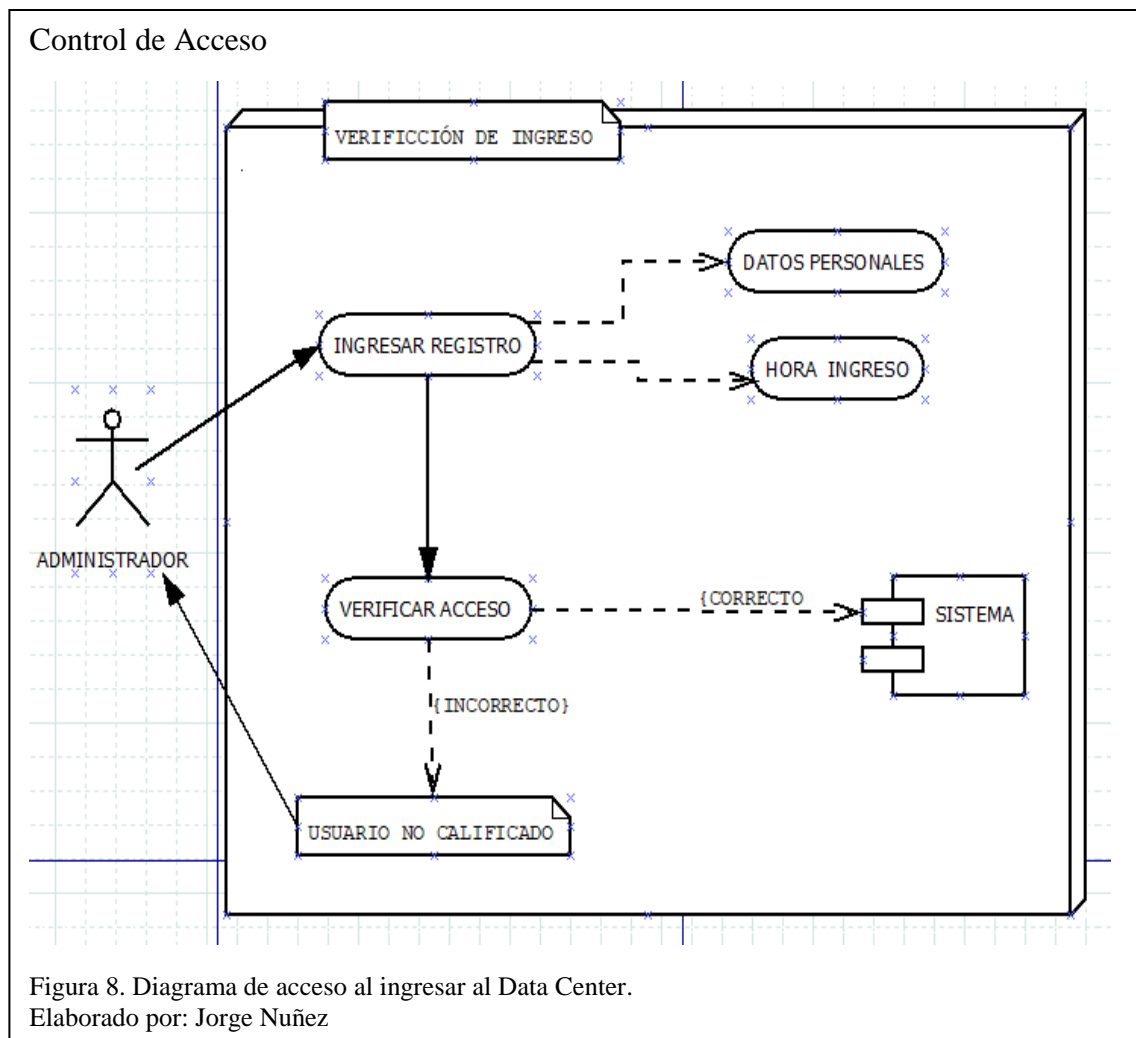 Control de Acceso
VERIFICCIÓN DE INGRESO
DATOS PERSONALES
INGRESAR REGISTRO
HORA INGRESO
ADMINISTRADOR
VERIFICAR ACCESO
{CORRECTO
SISTEMA
{INCORRECTO}
USUARIO NO CALIFICADO
Figura 8. Diagrama de acceso al ingresar al Data Center.
Elaborado por: Jorge Nuñez